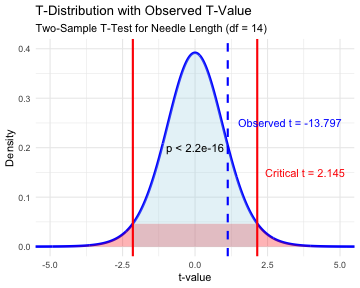 T-Distribution with Observed T-Value
Two-Sample T-Test for Needle Length (df = 14)
0.4
0.3
0.2
0.1
0.0
Density
Observed t = -13.797
p < 2.2e-16
Critical t = 2.145
-5.0
-2.5
0.0
2.5
5.0
t-value